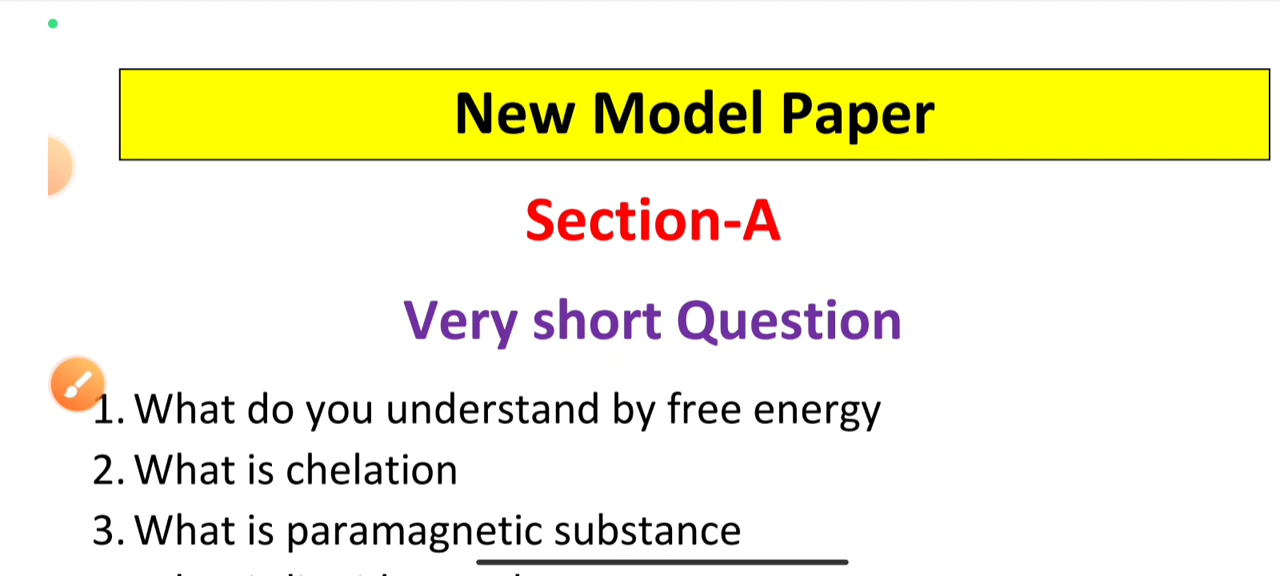 New Model Paper
Section-A
Very short Question
1. What do you understand by free energy
2. What is chelation
3. What is paramagnetic substance